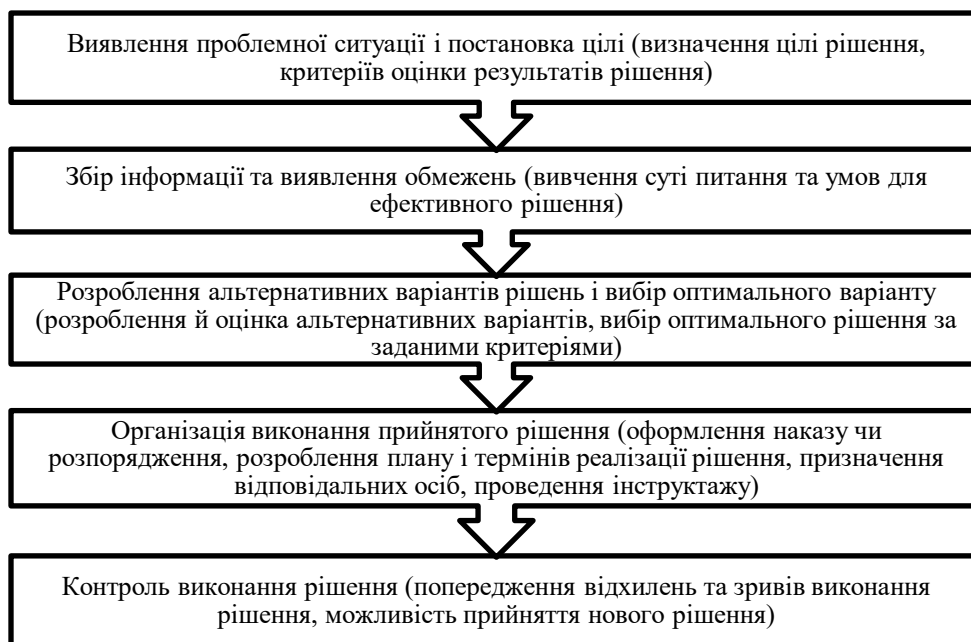 Виявлення проблемної ситуації і постановка цілі (визначення цілі рішення,
критеріїв оцінки результатів рішення)
Збір інформації та виявлення обмежень (вивчення суті питання та умов для
ефективного рішення)
Розроблення альтернативних варіантів рішень і вибір оптимального варіанту
(розроблення й оцінка альтернативних варіантів, вибір оптимального рішення за
заданими критеріями)
Організація виконання прийнятого рішення (оформлення наказу чи
розпорядження, розроблення плану і термінів реалізації рішення, призначення
відповідальних осіб, проведення інструктажу)
Контроль виконання рішення (попередження відхилень та зривів виконання
рішення, можливість прийняття нового рішення)